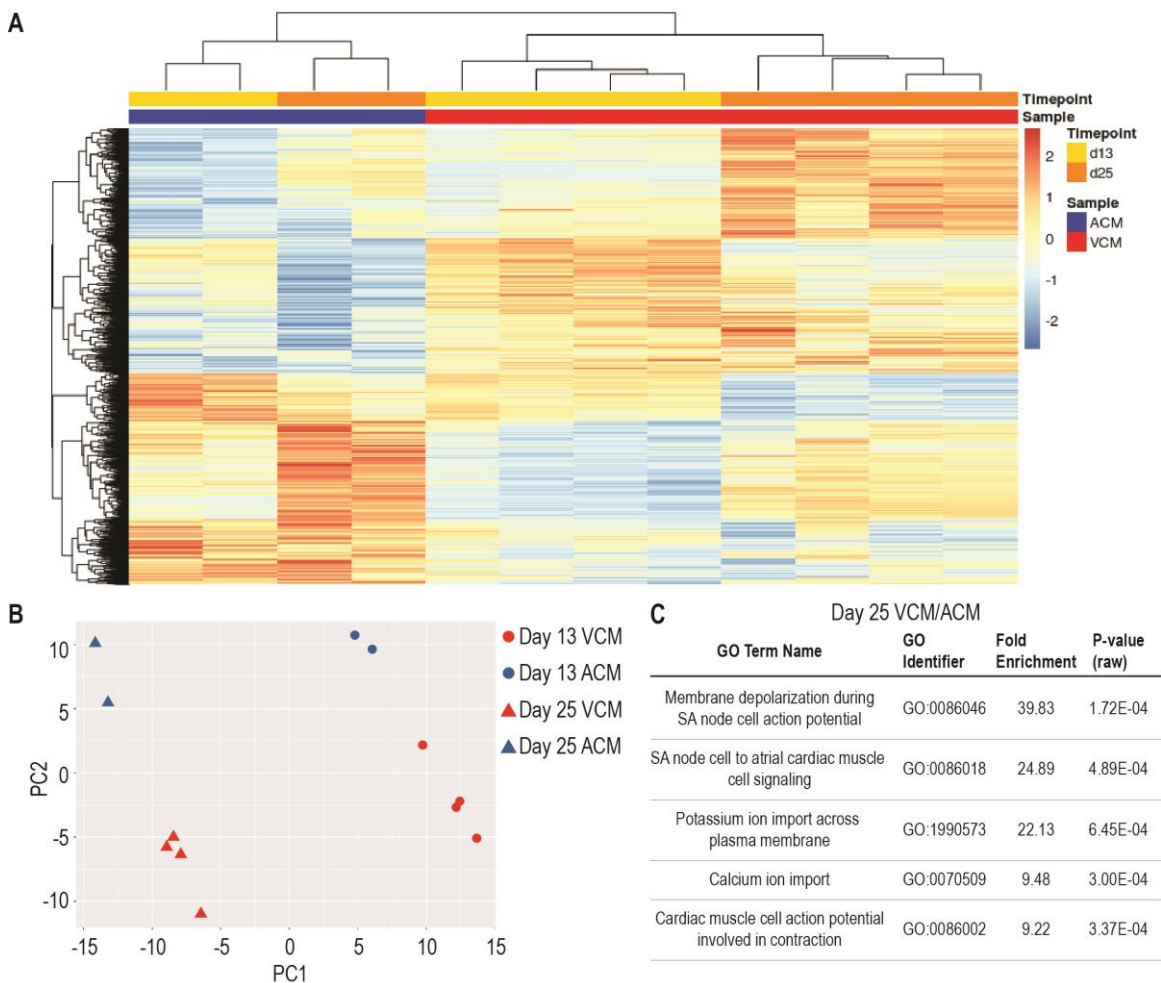 A
Timepoint
Sample
2
1
0
-1
-2
Timepoint
d13
d25
Sample
ACM
VCM
B
10
5
0
-5
-10
-15
-10
-5
0
5
10
15
PC2
PC1
Day 13 VCM
Day 13 ACM
Day 25 VCM
Day 25 ACM
C
Day 25 VCM/ACM
GO Term Name
GO
Identifier
Fold
Enrichment
P-value
(raw)
Membrane depolarization during
SA node cell action potential
GO:0086046
39.83
1.72E-04
SA node cell to atrial cardiac muscle
cell signaling
GO:0086018
24.89
4.89E-04
Potassium ion import across
plasma membrane
GO:1990573
22.13
6.45E-04
Calcium ion import
GO:0070509
9.48
3.00E-04
Cardiac muscle cell action potential
involved in contraction
GO:0086002
9.22
3.37E-04